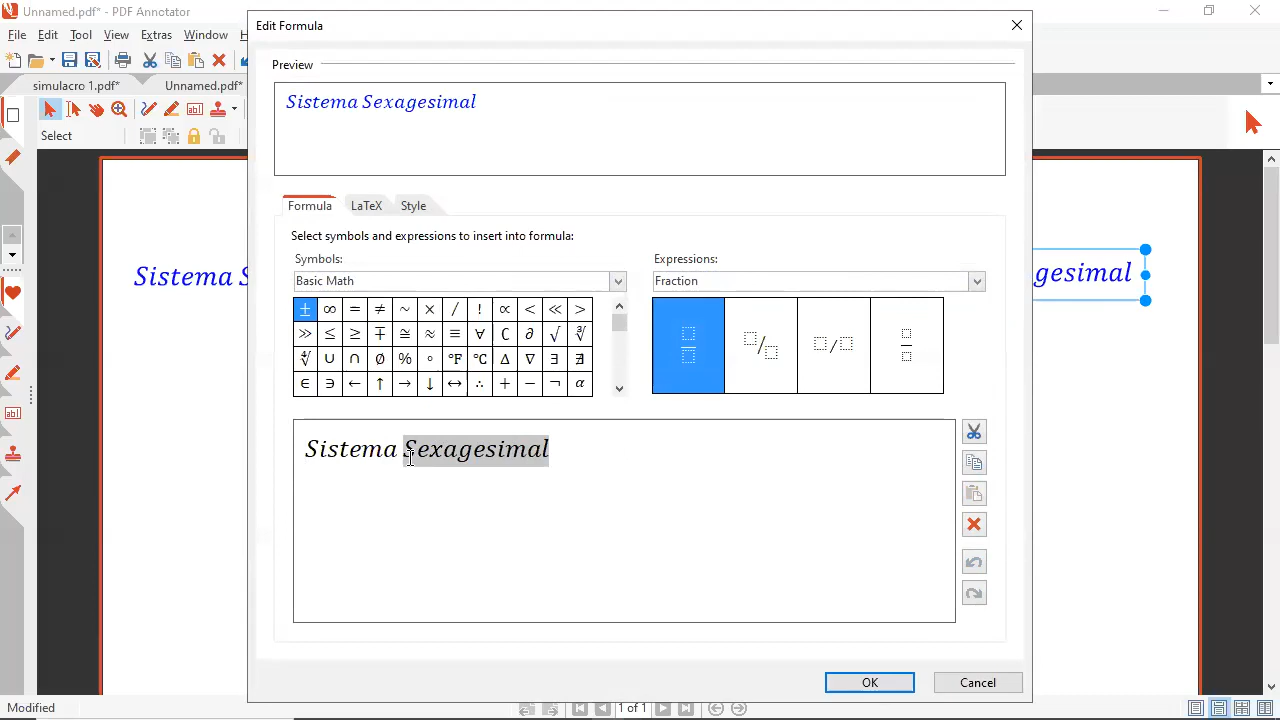 Unnamed.pdf* - PDF Annotator
File Edit Tool View Extras Window H
simulacro 1.pdf* Unnamed.pdf*
Select
Sistema S
gesimal
Edit Formula
Preview
Sistema Sexagesimal
Formula LaTeX Style
Select symbols and expressions to insert into formula:
Symbols: Expressions:
Basic Math Fraction
± ∞ = ≠ ~ × / ! ∝ < ≪ >
≫ ≤ ≥ ∓ ≅ ≈ ≡ ∀ ∁ ∂ √ ∛
∜ ∪ ∩ ∅ % ° °F °C ∆ ∇ ∃ ∄
∈ ∋ ← ↑ → ↓ ↔ ∴ + − ¬ α
Sistema Sexagesimal
OK Cancel
Modified
1 of 1